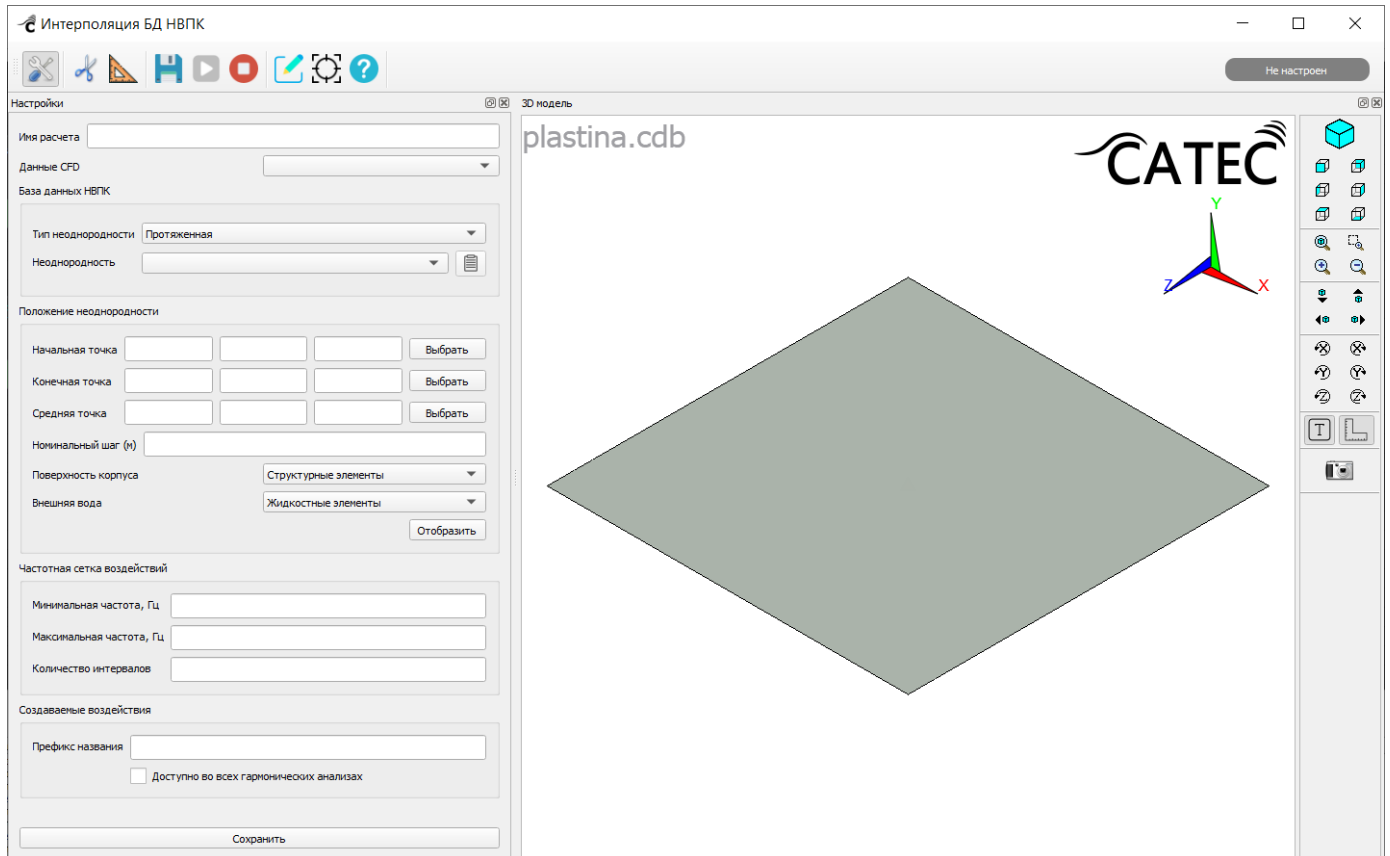 Интерполяция БД НВПК
Не настроен
Настройки
3D модель
Имя расчета
plastina.cdb
CATEC
Данные CFD
База данных НВПК
Тип неоднородности Протяженная
Неоднородность
Положение неоднородности
Начальная точка Выбрать
Конечная точка Выбрать
Средняя точка Выбрать
Номинальный шаг (м)
Поверхность корпуса Структурные элементы
Внешняя вода Жидкостные элементы
Отобразить
Частотная сетка воздействий
Минимальная частота, Гц
Максимальная частота, Гц
Количество интервалов
Создаваемые воздействия
Префикс названия
Доступно во всех гармонических анализах
Сохранить
Y
Z
X
X X
Y Y
Z Z
T